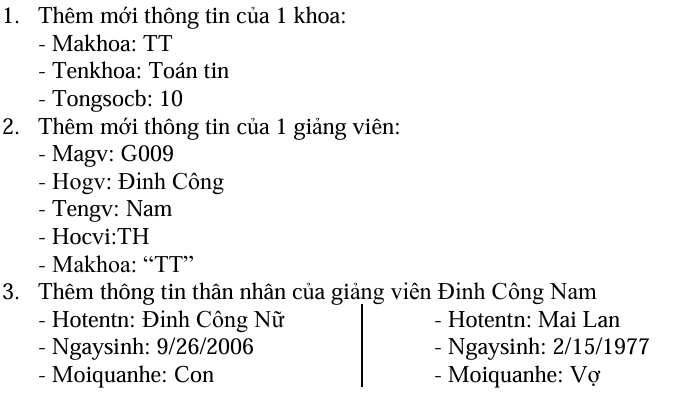 1. Thêm mới thông tin của 1 khoa:
- Makhoa: TT
- Tenkhoa: Toán tin
- Tongsocb: 10
2. Thêm mới thông tin của 1 giảng viên:
- Magv: G009
- Hogv: Đinh Công
- Tengv: Nam
- Hocvi:TH
- Makhoa: “TT”
3. Thêm thông tin thân nhân của giảng viên Đinh Công Nam
- Hotentn: Đinh Công Nữ
- Ngaysinh: 9/26/2006
- Moiquanhe: Con
- Hotentn: Mai Lan
- Ngaysinh: 2/15/1977
- Moiquanhe: Vợ